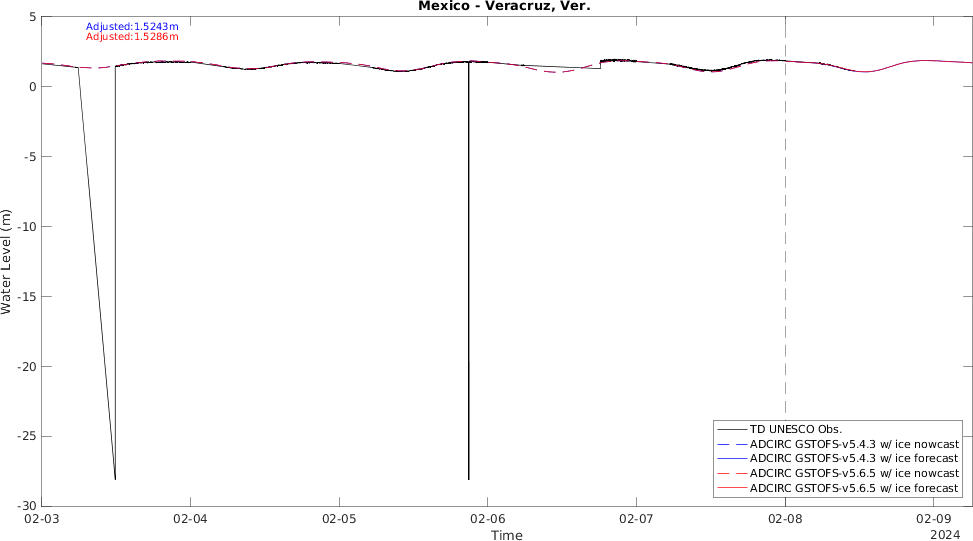 Mexico - Veracruz, Ver.
Adjusted:1.5243m
Adjusted:1.5286m
5
0
-5
-10
-15
-20
-25
-30
Water Level (m)
TD UNESCO Obs.
ADCIRC GSTOFS-v5.4.3 w/ ice nowcast
ADCIRC GSTOFS-v5.4.3 w/ ice forecast
ADCIRC GSTOFS-v5.6.5 w/ ice nowcast
ADCIRC GSTOFS-v5.6.5 w/ ice forecast
02-03 02-04 02-05 02-06 02-07 02-08 02-09
Time
2024